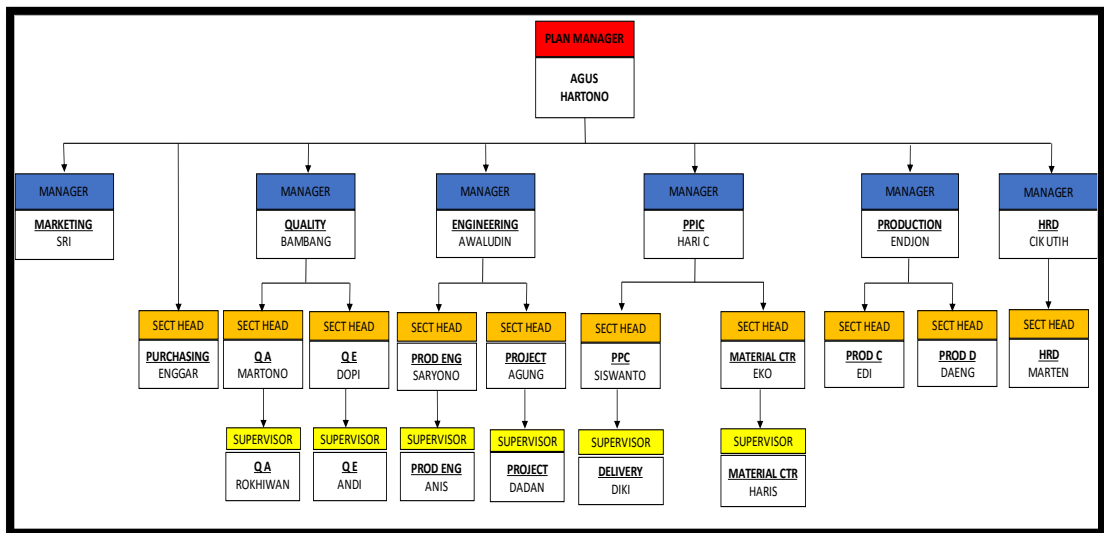 PLAN MANAGER
AGUS
HARTONO
MANAGER
MARKETING
SRI
MANAGER
QUALITY
BAMBANG
MANAGER
ENGINEERING
AWALUDIN
MANAGER
PPIC
HARI C
MANAGER
PRODUCTION
ENDJON
MANAGER
HRD
CIK UTIH
SECT HEAD
PURCHASING
ENGGAR
SECT HEAD
Q A
MARTONO
SECT HEAD
Q E
DOPI
SECT HEAD
PROD ENG
SARYONO
SECT HEAD
PROJECT
AGUNG
SECT HEAD
PPC
SISWANTO
SECT HEAD
MATERIAL CTR
EKO
SECT HEAD
PROD C
EDI
SECT HEAD
PROD D
DAENG
SECT HEAD
HRD
MARTEN
SUPERVISOR
Q A
ROKHIWAN
SUPERVISOR
Q E
ANDI
SUPERVISOR
PROD ENG
ANIS
SUPERVISOR
PROJECT
DADAN
SUPERVISOR
DELIVERY
DIKI
SUPERVISOR
MATERIAL CTR
HARIS